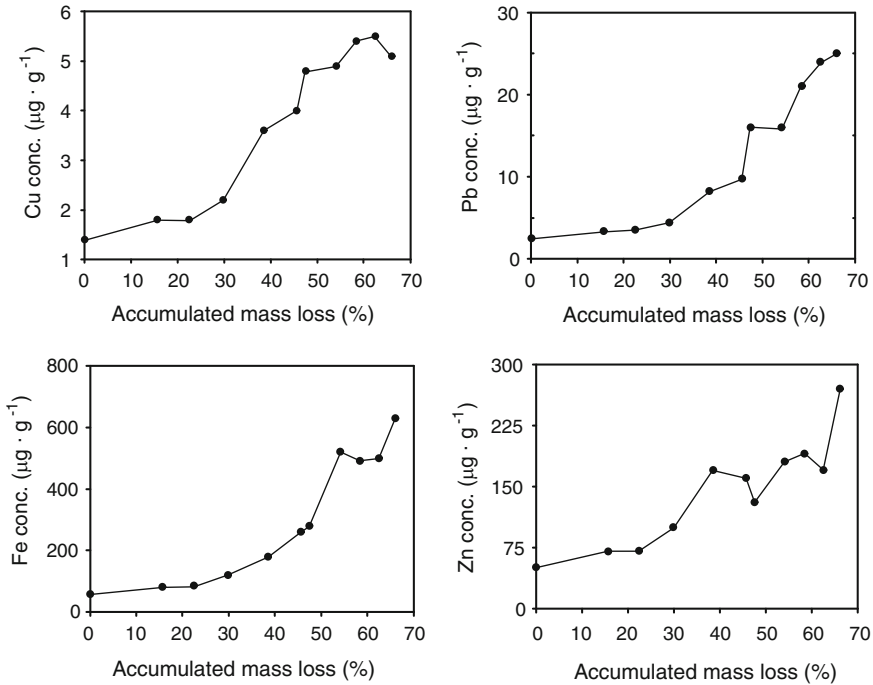 6
5
4
3
2
1
Cu conc. (µg · g⁻¹)
0 10 20 30 40 50 60 70
Accumulated mass loss (%)
30
20
10
0
Pb conc. (µg · g⁻¹)
0 10 20 30 40 50 60 70
Accumulated mass loss (%)
800
600
400
200
0
Fe conc. (µg · g⁻¹)
0 10 20 30 40 50 60 70
Accumulated mass loss (%)
300
225
150
75
0
Zn conc. (µg · g⁻¹)
0 10 20 30 40 50 60 70
Accumulated mass loss (%)